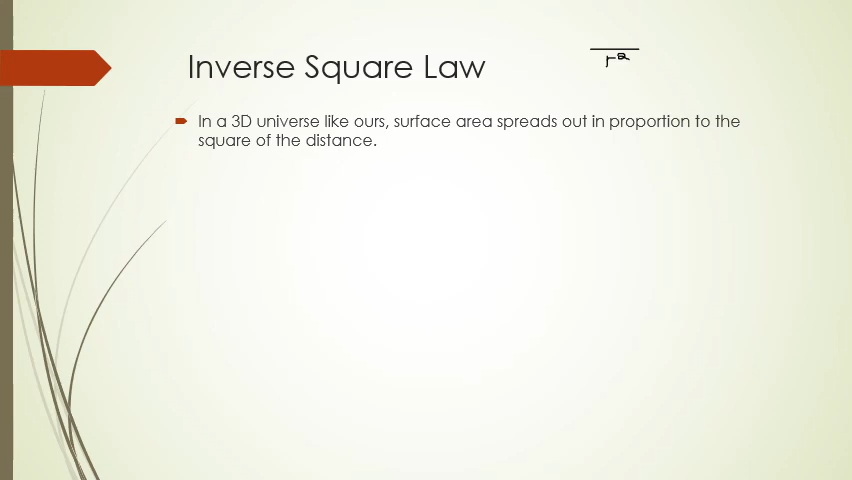 Inverse Square Law
r²
In a 3D universe like ours, surface area spreads out in proportion to the
square of the distance.